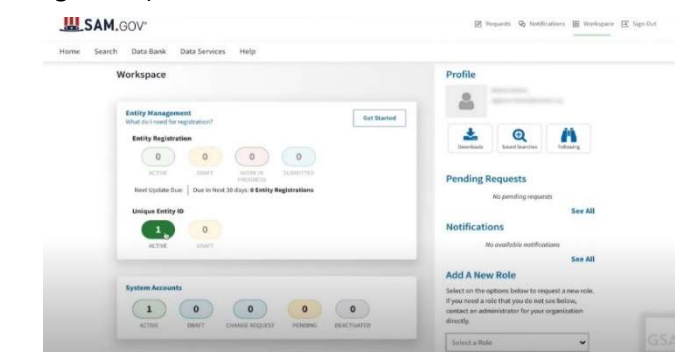 SAM.GOV®
Requests Notifications Workspace Sign Out
Home Search Data Bank Data Services Help
Workspace
Entity Management
What do I need for registration?
Get Started
Entity Registration
0 0 0 0
ACTIVE DRAFT WORK IN PROGRESS SUBMITTED
Next Update Due: | Due in Next 30 days: 0 Entity Registrations
Unique Entity ID
1 0
ACTIVE DRAFT
System Accounts
1 0 0 0 0
ACTIVE DRAFT CHANGE REQUEST PENDING DEACTIVATED
Profile
Downloads Saved Searches Following
Pending Requests
No pending requests
See All
Notifications
No available notifications
See All
Add A New Role
Select on the options below to request a new role.
If you need a role that you do not see below,
contact an administrator for your organization
directly.
Select a Role
GSA